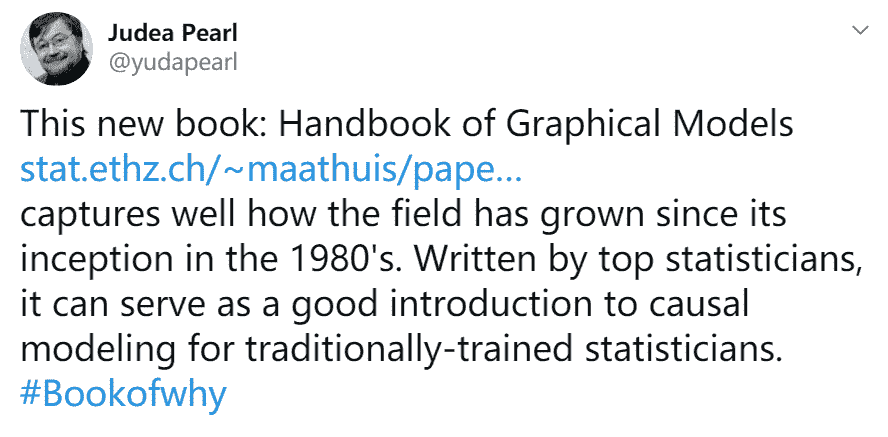 Judea Pearl
@yudapearl
This new book: Handbook of Graphical Models
stat.ethz.ch/~maathuis/pape...
captures well how the field has grown since its
inception in the 1980's. Written by top statisticians,
it can serve as a good introduction to causal
modeling for traditionally-trained statisticians.
#Bookofwhy